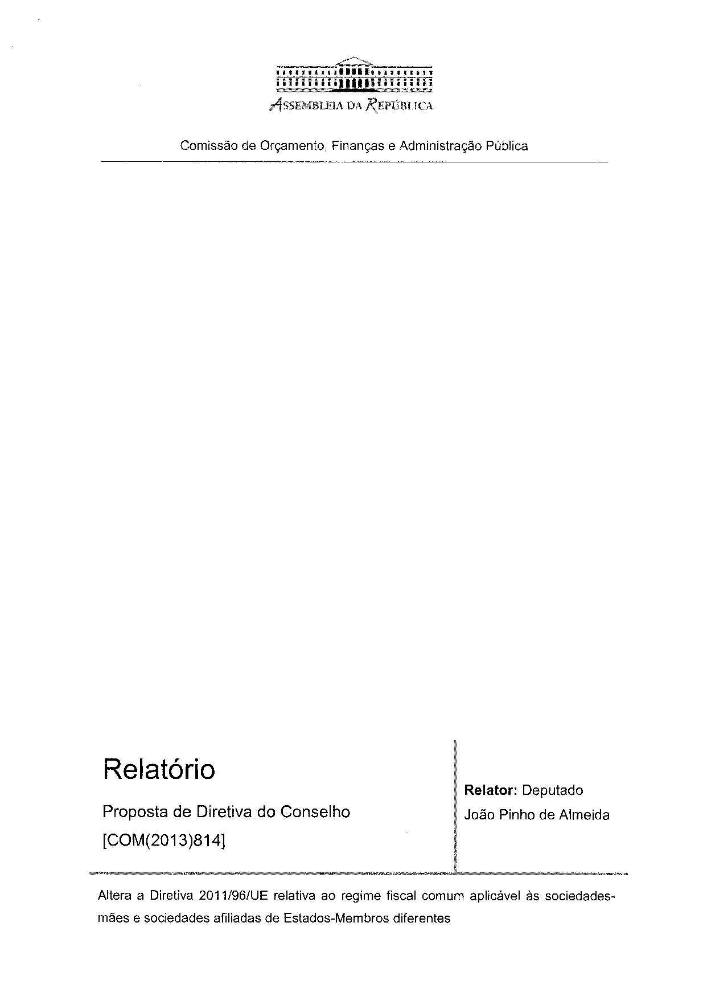 ASSEMBLEIA DA REPÚBLICA
Comissão de Orçamento, Finanças e Administração Pública
Relatório
Proposta de Diretiva do Conselho
[COM(2013)814]
Relator: Deputado
João Pinho de Almeida
Altera a Diretiva 2011/96/UE relativa ao regime fiscal comum aplicável às sociedades-
mães e sociedades afiliadas de Estados-Membros diferentes